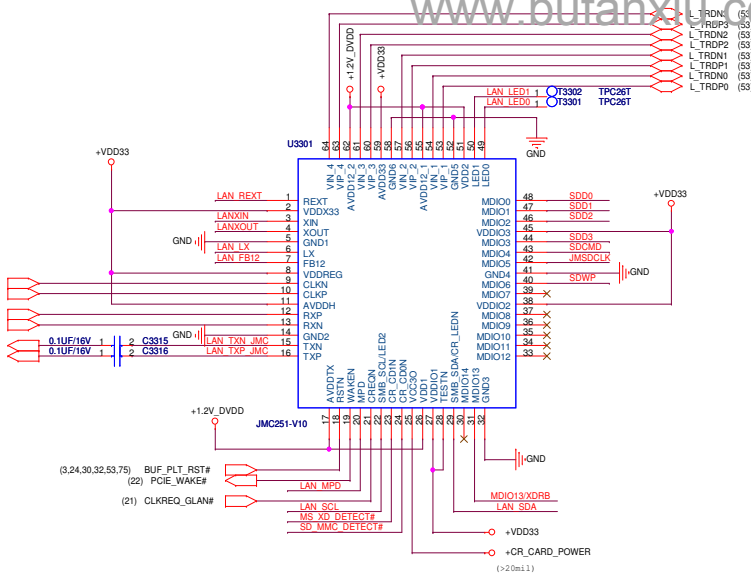 www.bufanxiu.c
L_TRDN3 (53
L_TRDP3 (53
L_TRDN2 (53
L_TRDP2 (53
L_TRDN1 (53
L_TRDP1 (53
L_TRDN0 (53
L_TRDP0 (53
+1.2V_DVDD
+VDD33
LAN_LED1 1 T3302 TPC26T
LAN_LED0 1 T3301 TPC26T
GND
U3301
64 63 62 61 60 59 58 57 56 55 54 53 52 51 50 49
VIN_4
VIP_4
AVDD12_2
VIN_3
VIP_3
AVDD33
GND6
VIN_2
VIP_2
AVDD12_1
VIN_1
VIP_1
GND5
VDD2
LED1
LED0
+VDD33
LAN_REXT 1 REXT
2 VDDX33
LANXIN 3 XIN
LANXOUT 4 XOUT
GND 5 GND1
LAN_LX 6 LX
LAN_FB12 7 FB12
8 VDDREG
9 CLKN
10 CLKP
11 AVDDH
12 RXP
13 RXN
GND 14 GND2
0.1UF/16V 1 2 C3315 LAN_TXN_JMC 15 TXN
0.1UF/16V 1 2 C3316 LAN_TXP_JMC 16 TXP
+VDD33
MDIO0 48 SDD0
MDIO1 47 SDD1
MDIO2 46 SDD2
VDDIO3 45
MDIO3 44 SDD3
MDIO4 43 SDCMD
MDIO5 42 JMSDCLK
GND4 41 GND
MDIO6 40 SDWP
MDIO7 39
VDDIO2 38
MDIO8 37
MDIO9 36
MDIO10 35
MDIO11 34
MDIO12 33
AVDDTX
RSTN
WAKEN
MPD
CREQN
SMB_SCL/LED2
CR_CD1N
CR_CD0N
VCC3O
VDD1
VDDIO1
TESTN
SMB_SDA/CR_LEDN
MDIO14
MDIO13
GND3
17 18 19 20 21 22 23 24 25 26 27 28 29 30 31 32
JMC251-V10
+1.2V_DVDD
GND
(3,24,30,32,53,75) BUF_PLT_RST#
(22) PCIE_WAKE#
LAN_MPD
(21) CLKREQ_GLAN#
LAN_SCL
MS_XD_DETECT#
SD_MMC_DETECT#
MDIO13/XDRB
LAN_SDA
+VDD33
+CR_CARD_POWER
(>20mil)